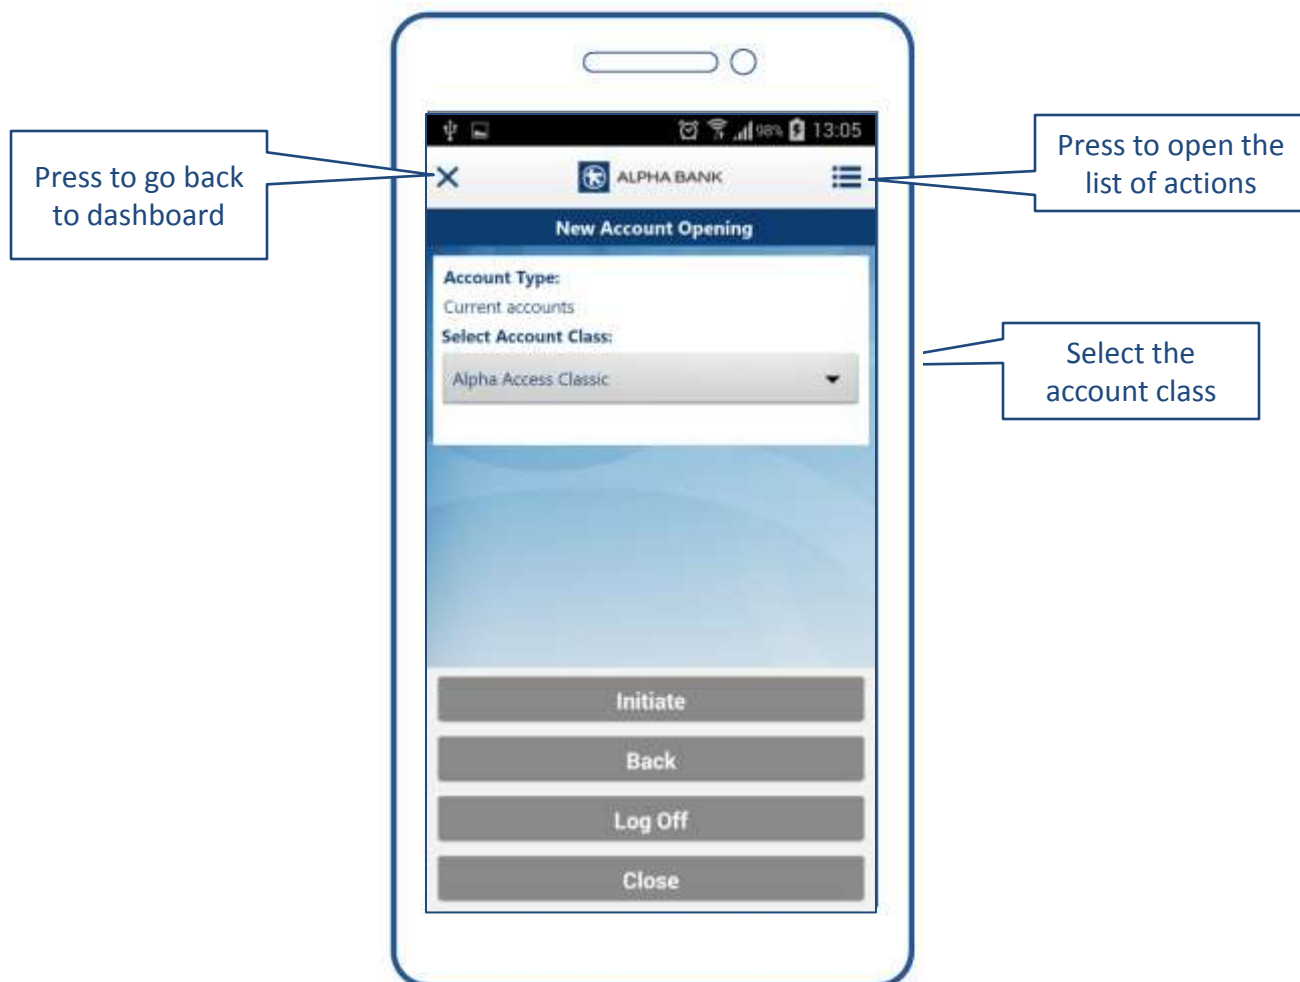 98% 13:05
Press to go back
to dashboard
ALPHA BANK
Press to open the
list of actions
New Account Opening
Account Type:
Current accounts
Select Account Class:
Alpha Access Classic
Select the
account class
Initiate
Back
Log Off
Close